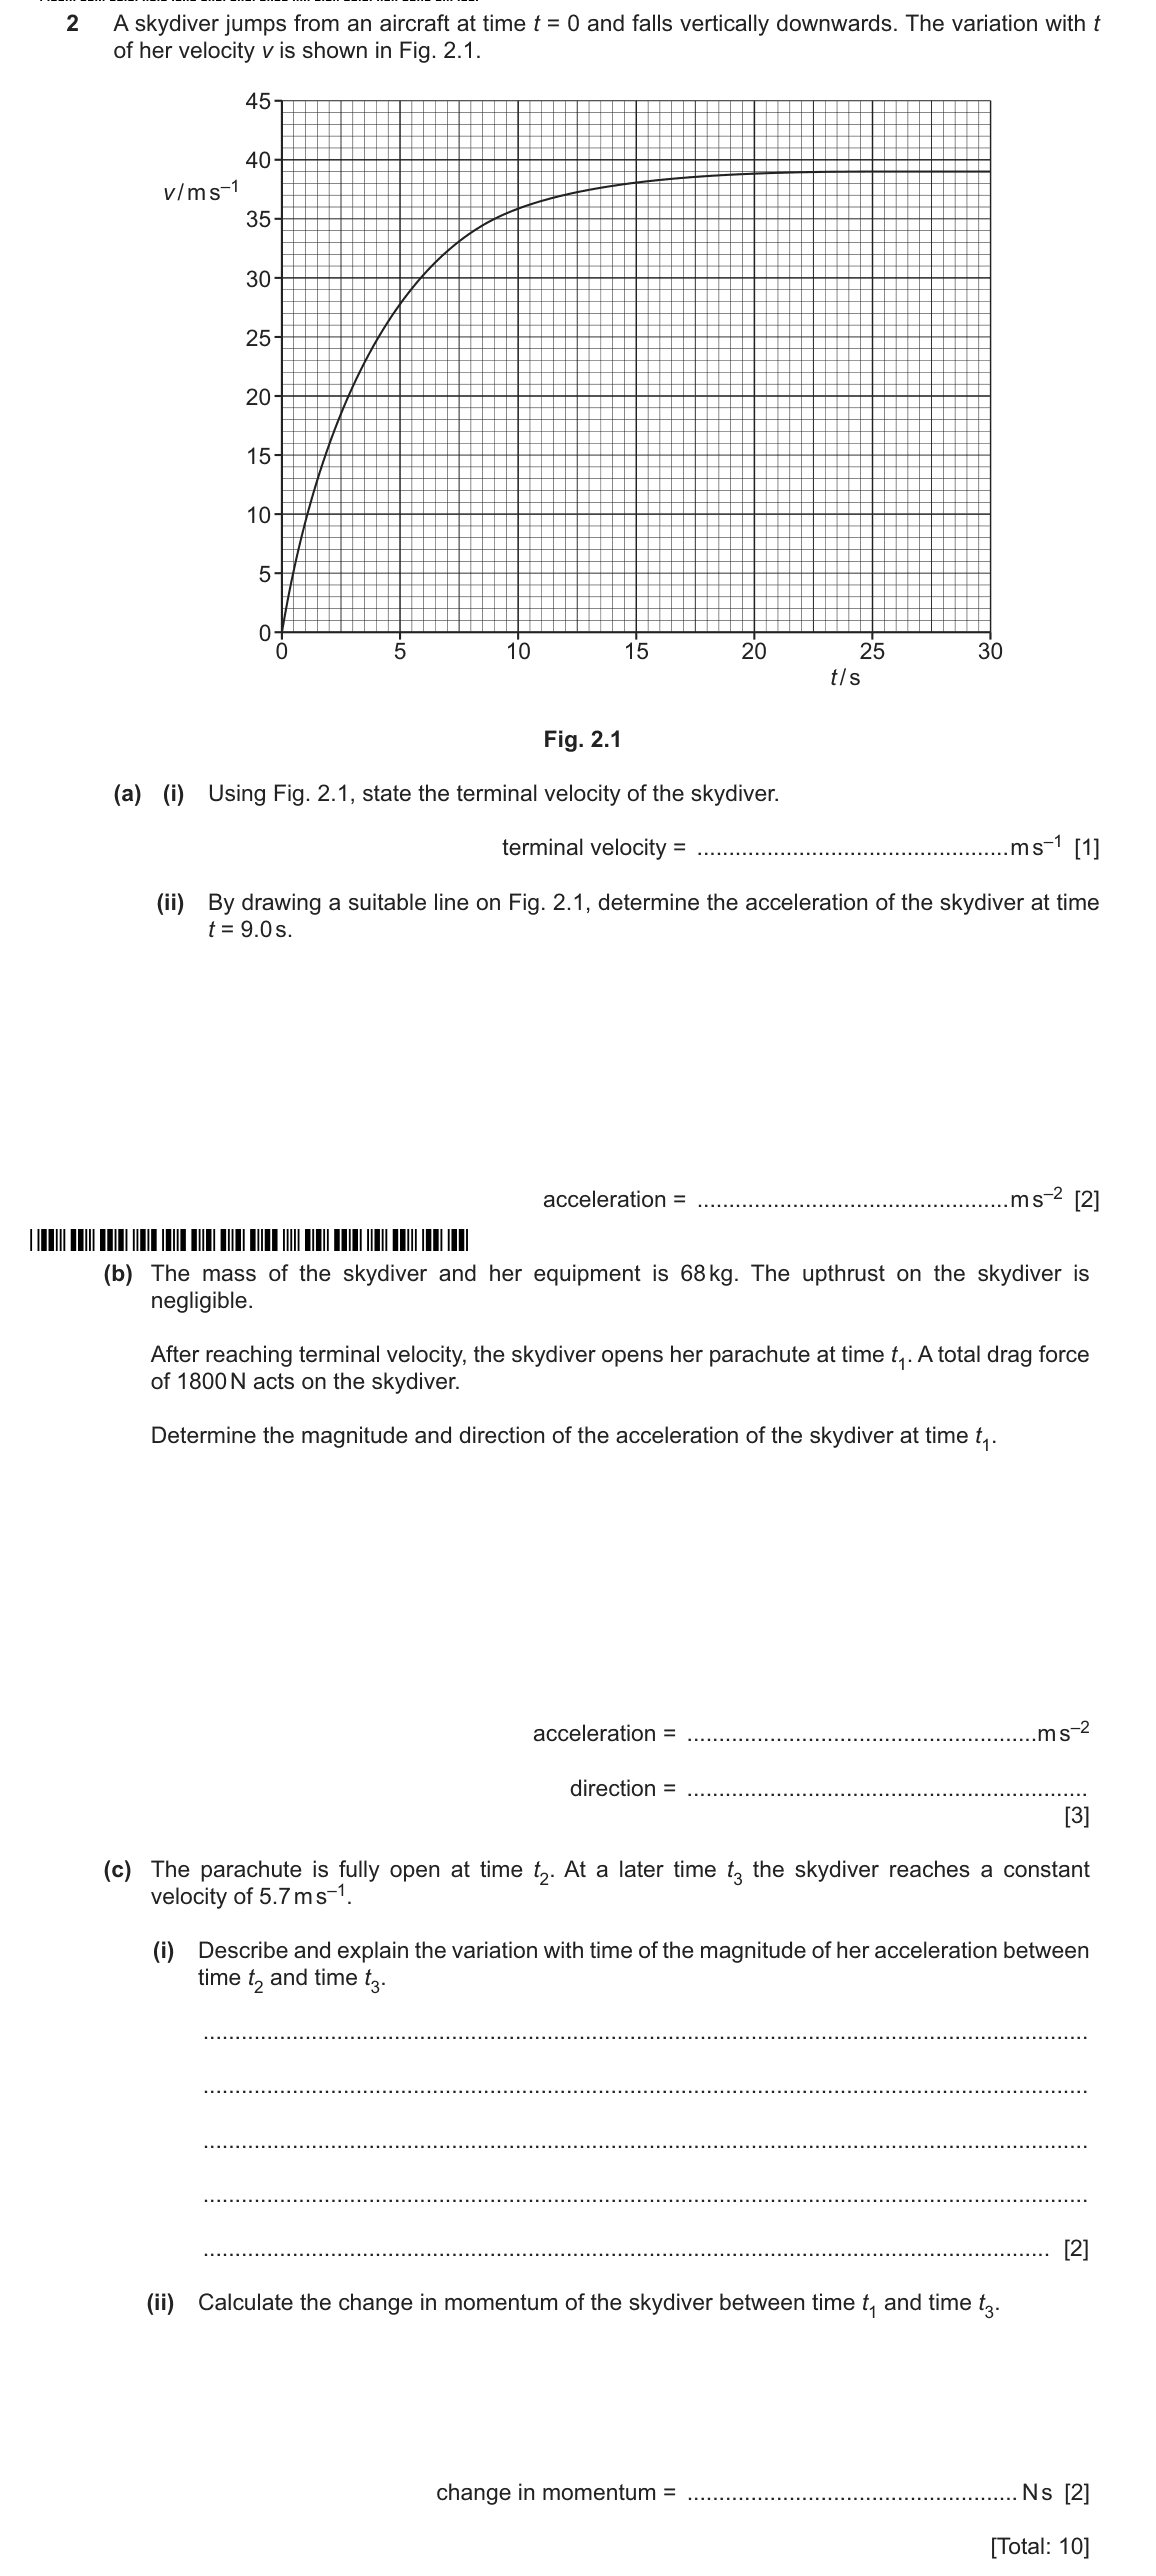 2 A skydiver jumps from an aircraft at time t = 0 and falls vertically downwards. The variation with t
of her velocity v is shown in Fig. 2.1.
45
40
v/ms⁻¹
35
30
25
20
15
10
5
0
0 5 10 15 20 25 30
t/s
Fig. 2.1
(a) (i) Using Fig. 2.1, state the terminal velocity of the skydiver.
terminal velocity = ................................................ms⁻¹ [1]
(ii) By drawing a suitable line on Fig. 2.1, determine the acceleration of the skydiver at time
t = 9.0s.
acceleration = ................................................ms⁻² [2]
(b) The mass of the skydiver and her equipment is 68kg. The upthrust on the skydiver is
negligible.
After reaching terminal velocity, the skydiver opens her parachute at time t₁. A total drag force
of 1800N acts on the skydiver.
Determine the magnitude and direction of the acceleration of the skydiver at time t₁.
acceleration = ......................................................ms⁻²
direction = ..............................................................
[3]
(c) The parachute is fully open at time t₂. At a later time t₃ the skydiver reaches a constant
velocity of 5.7ms⁻¹.
(i) Describe and explain the variation with time of the magnitude of her acceleration between
time t₂ and time t₃.
..........................................................................................................................................
..........................................................................................................................................
..........................................................................................................................................
..........................................................................................................................................
.................................................................................................................................... [2]
(ii) Calculate the change in momentum of the skydiver between time t₁ and time t₃.
change in momentum = ................................................... Ns [2]
[Total: 10]